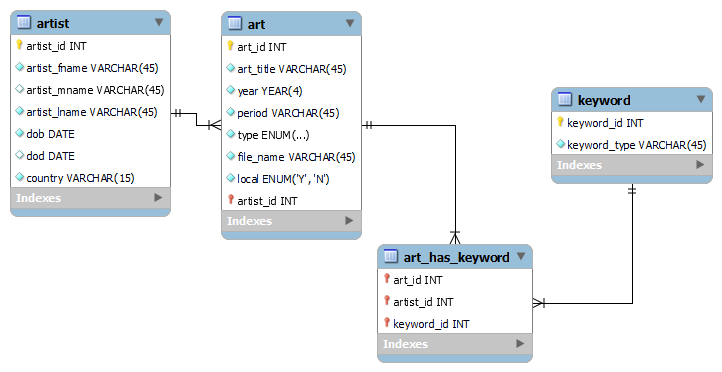 artist
artist_id INT
artist_fname VARCHAR(45)
artist_mname VARCHAR(45)
artist_lname VARCHAR(45)
dob DATE
dod DATE
country VARCHAR(15)
Indexes
art
art_id INT
art_title VARCHAR(45)
year YEAR(4)
period VARCHAR(45)
type ENUM(...)
file_name VARCHAR(45)
local ENUM('Y', 'N')
artist_id INT
Indexes
keyword
keyword_id INT
keyword_type VARCHAR(45)
Indexes
art_has_keyword
art_id INT
artist_id INT
keyword_id INT
Indexes